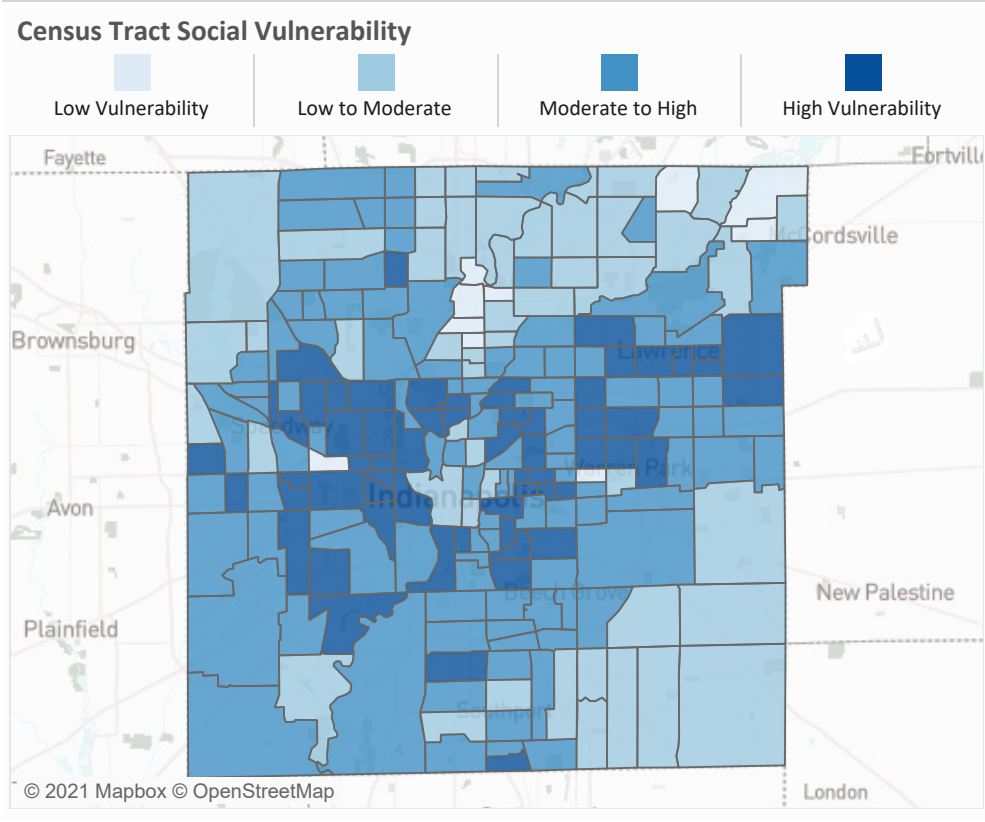 Census Tract Social Vulnerability
Low Vulnerability
Low to Moderate
Moderate to High
High Vulnerability
Fayette
Fortville
McCordsville
Brownsburg
Lawrence
Speedway
Warren Park
Indianapolis
Avon
Beech Grove
New Palestine
Plainfield
Southport
© 2021 Mapbox © OpenStreetMap
London